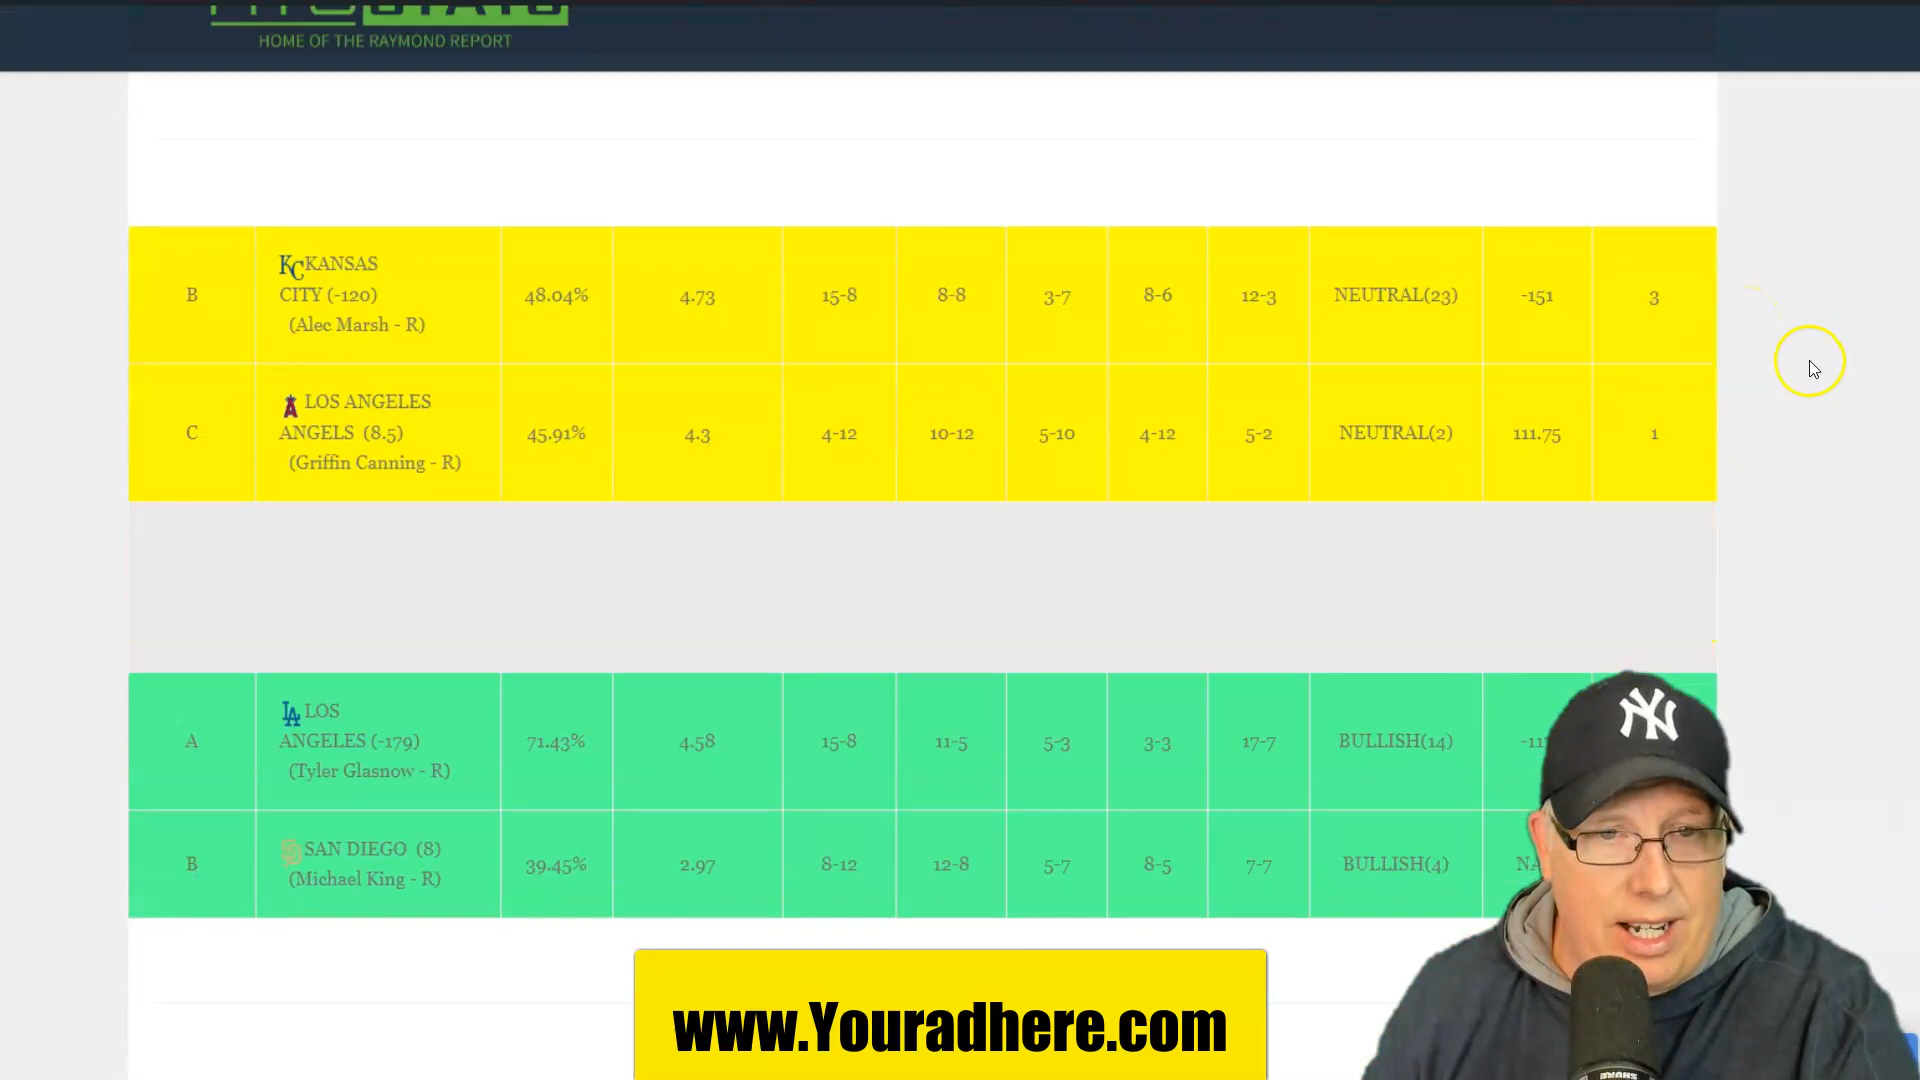 HOME OF THE RAYMOND REPORT
B
KC KANSAS
CITY (-120)
(Alec Marsh - R)
48.04%
4.73
15-8
8-8
3-7
8-6
12-3
NEUTRAL(23)
-151
3
C
A LOS ANGELES
ANGELS (8.5)
(Griffin Canning - R)
45.91%
4.3
4-12
10-12
5-10
4-12
5-2
NEUTRAL(2)
111.75
1
A
LA LOS
ANGELES (-179)
(Tyler Glasnow - R)
71.43%
4.58
15-8
11-5
5-3
3-3
17-7
BULLISH(14)
B
SD SAN DIEGO (8)
(Michael King - R)
39.45%
2.97
8-12
12-8
5-7
8-5
7-7
BULLISH(4)
NY
www.Youradhere.com
SHURE